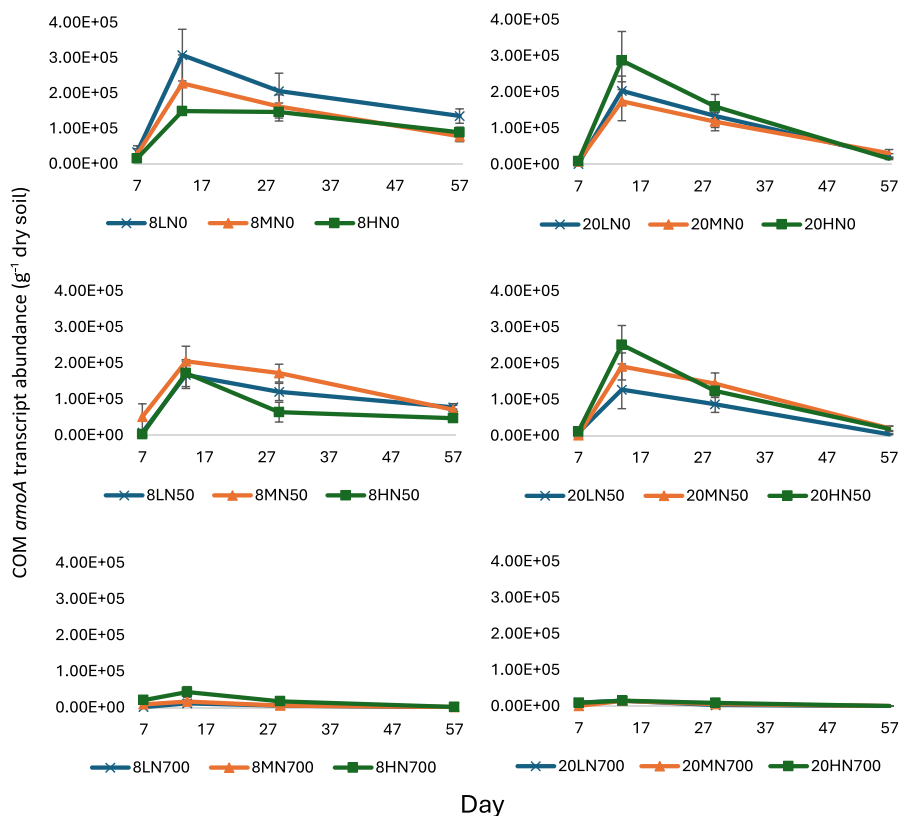 COM amoA transcript abundance (g⁻¹ dry soil)
4.00E+05
3.00E+05
2.00E+05
1.00E+05
0.00E+00
7 17 27 37 47 57
8LN0 8MN0 8HN0
4.00E+05
3.00E+05
2.00E+05
1.00E+05
0.00E+00
7 17 27 37 47 57
20LN0 20MN0 20HN0
4.00E+05
3.00E+05
2.00E+05
1.00E+05
0.00E+00
7 17 27 37 47 57
8LN50 8MN50 8HN50
4.00E+05
3.00E+05
2.00E+05
1.00E+05
0.00E+00
7 17 27 37 47 57
20LN50 20MN50 20HN50
4.00E+05
3.00E+05
2.00E+05
1.00E+05
0.00E+00
7 17 27 37 47 57
8LN700 8MN700 8HN700
4.00E+05
3.00E+05
2.00E+05
1.00E+05
0.00E+00
7 17 27 37 47 57
20LN700 20MN700 20HN700
Day